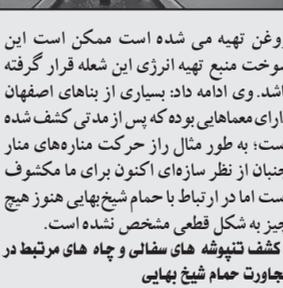 روغن تهیه می شده است ممکن است این
سوخت منبع تهیه انرژی این شعله قرار گرفته
باشد. وی ادامه داد: بسیاری از بناهای اصفهان
دارای معماهایی بوده که پس از مدتی کشف شده
است؛ به طور مثال راز حرکت مناره‌های منار
جنبان از نظر سازه‌ای اکنون برای ما مکشوف
است اما در ارتباط با حمام شیخ‌بهایی هنوز هیچ
چیز به شکل قطعی مشخص نشده است.
کشف تنپوشه های سفالی و چاه های مرتبط در
مجاورت حمام شیخ بهایی